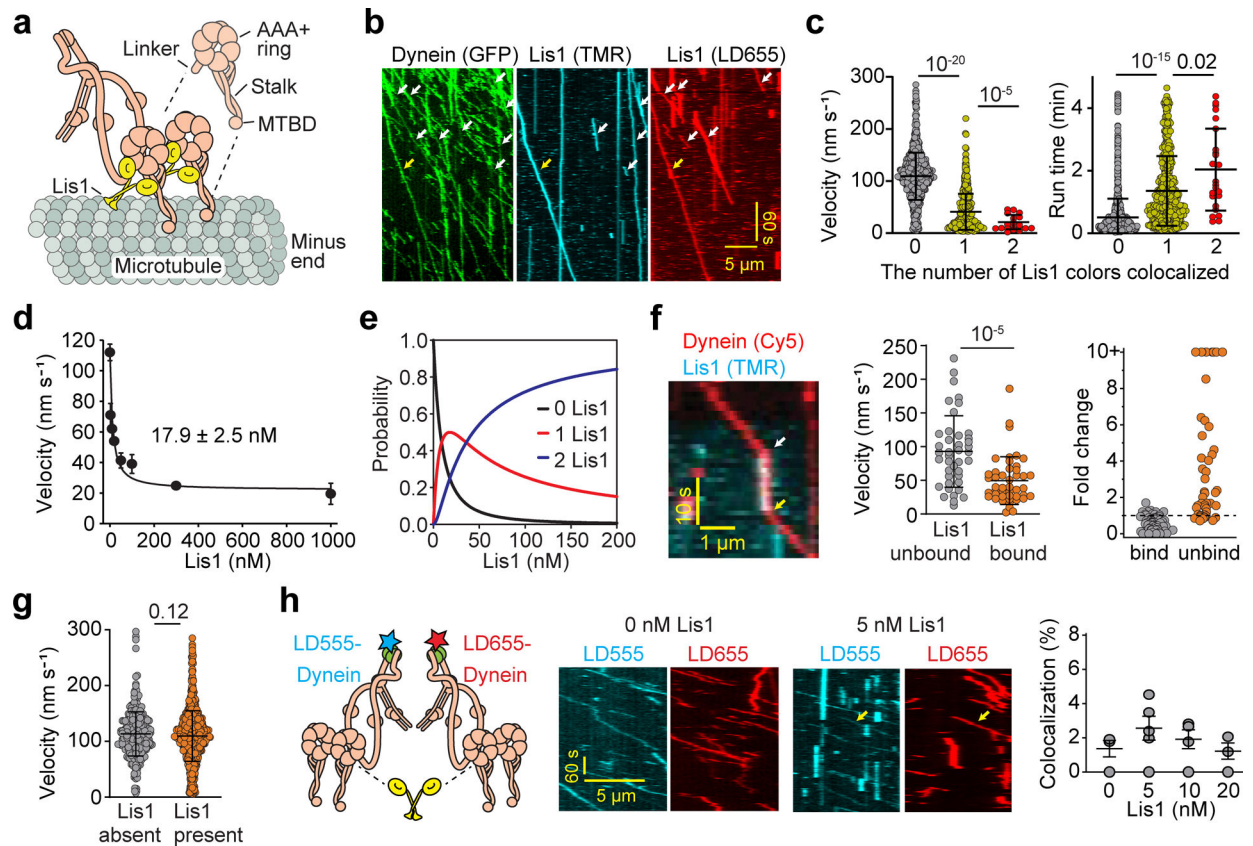 a
Linker
AAA+
ring
Stalk
MTBD
Lis1
Microtubule
Minus
end
b
Dynein (GFP)
Lis1 (TMR)
Lis1 (LD655)
60 s
5 μm
c
Velocity (nm s⁻¹)
300
200
100
0
10⁻²⁰
10⁻⁵
0 1 2
Run time (min)
4
2
0
10⁻¹⁵
0.02
0 1 2
The number of Lis1 colors colocalized
d
Velocity (nm s⁻¹)
120
100
80
60
40
20
0
17.9 ± 2.5 nM
0 200 400 600 800 1000
Lis1 (nM)
e
Probability
1.0
0.8
0.6
0.4
0.2
0.0
0 Lis1
1 Lis1
2 Lis1
0 50 100 150 200
Lis1 (nM)
f
Dynein (Cy5)
Lis1 (TMR)
10 s
1 μm
Velocity (nm s⁻¹)
250
200
150
100
50
0
10⁻⁵
Lis1 Lis1
unbound bound
Fold change
10+
8
6
4
2
0
bind unbind
g
Velocity (nm s⁻¹)
300
200
100
0
0.12
Lis1 Lis1
absent present
h
LD555-
Dynein
LD655-
Dynein
0 nM Lis1
LD555 LD655
60 s
5 μm
5 nM Lis1
LD555 LD655
Colocalization (%)
8
6
4
2
0
0 5 10 20
Lis1 (nM)